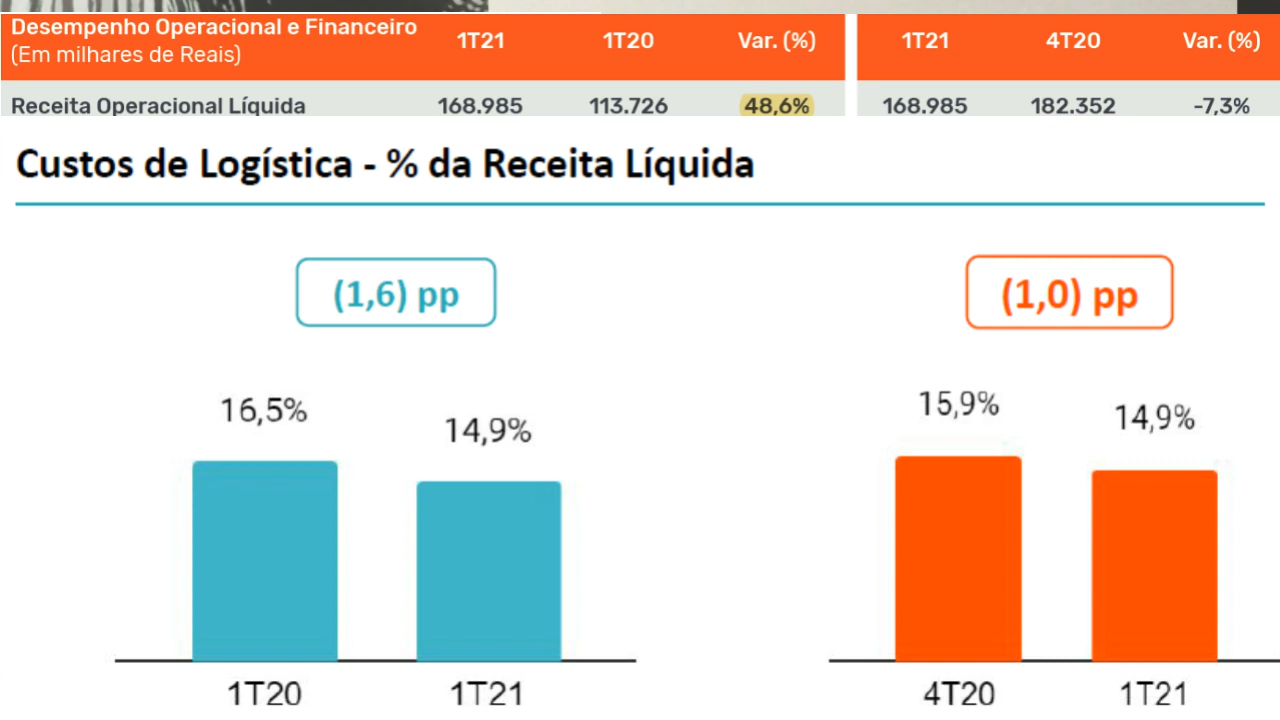 Desempenho Operacional e Financeiro
(Em milhares de Reais) 1T21 1T20 Var. (%) 1T21 4T20 Var. (%)
Receita Operacional Líquida 168.985 113.726 48,6% 168.985 182.352 -7,3%
Custos de Logística - % da Receita Líquida
(1,6) pp (1,0) pp
16,5% 14,9% 15,9% 14,9%
1T20 1T21 4T20 1T21